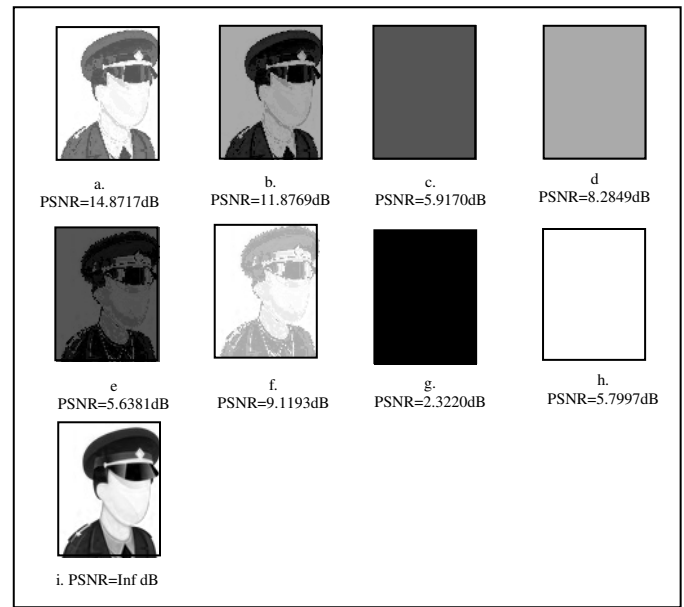 a.
PSNR=14.8717dB
b.
PSNR=11.8769dB
c.
PSNR=5.9170dB
d
PSNR=8.2849dB
e
PSNR=5.6381dB
f.
PSNR=9.1193dB
g.
PSNR=2.3220dB
h.
PSNR=5.7997dB
i. PSNR=Inf dB